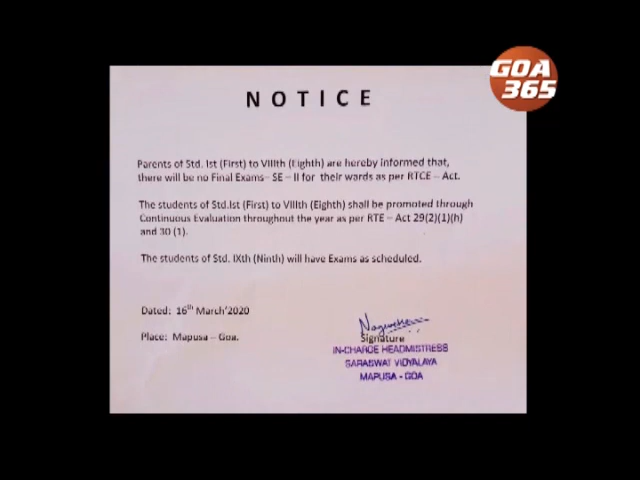 GOA
365
NOTICE
Parents of Std. Ist (First) to VIIIth (Eighth) are hereby informed that,
there will be no Final Exams– SE – II for their wards as per RTCE – Act.
The students of Std.Ist (First) to VIIIth (Eighth) shall be promoted through
Continuous Evaluation throughout the year as per RTE – Act 29(2)(1)(h)
and 30 (1).
The students of Std. IXth (Ninth) will have Exams as scheduled.
Dated: 16th March'2020
Place: Mapusa – Goa.
Signature
IN-CHARGE HEADMISTRESS
SARASWAT VIDYALAYA
MAPUSA - GOA